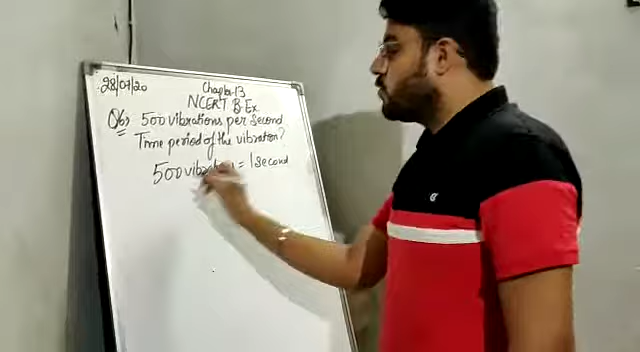 28/07/20
Chapter-13
NCERT B.Ex
Q6) 500 vibrations per second
Time period of the vibration?
500 vibration = 1 second